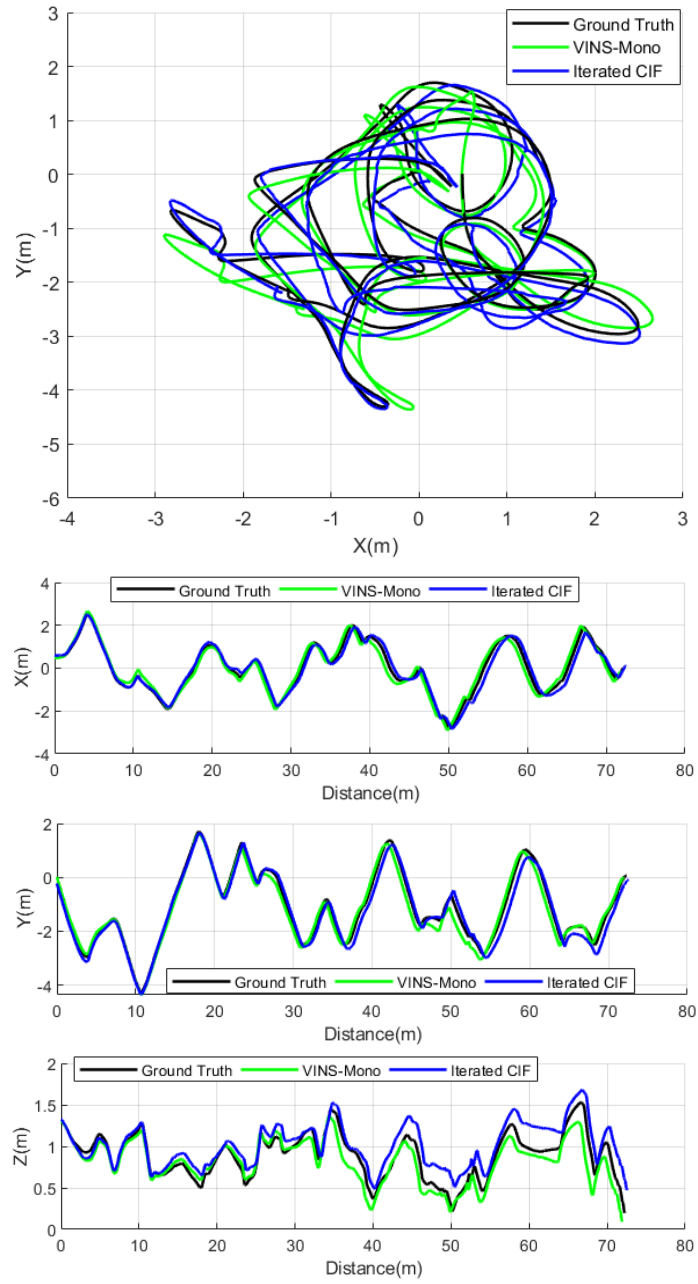 3
Ground Truth
2
VINS-Mono
Iterated CIF
1
0
-1
Y(m)
-2
-3
-4
-5
-6
-4 -3 -2 -1 0 1 2 3
X(m)
4
Ground Truth VINS-Mono Iterated CIF
2
X(m)
0
-2
-4
0 10 20 30 40 50 60 70 80
Distance(m)
2
0
Y(m)
-2
-4
Ground Truth VINS-Mono Iterated CIF
0 10 20 30 40 50 60 70 80
Distance(m)
2
Ground Truth VINS-Mono Iterated CIF
1.5
Z(m)
1
0.5
0
0 10 20 30 40 50 60 70 80
Distance(m)